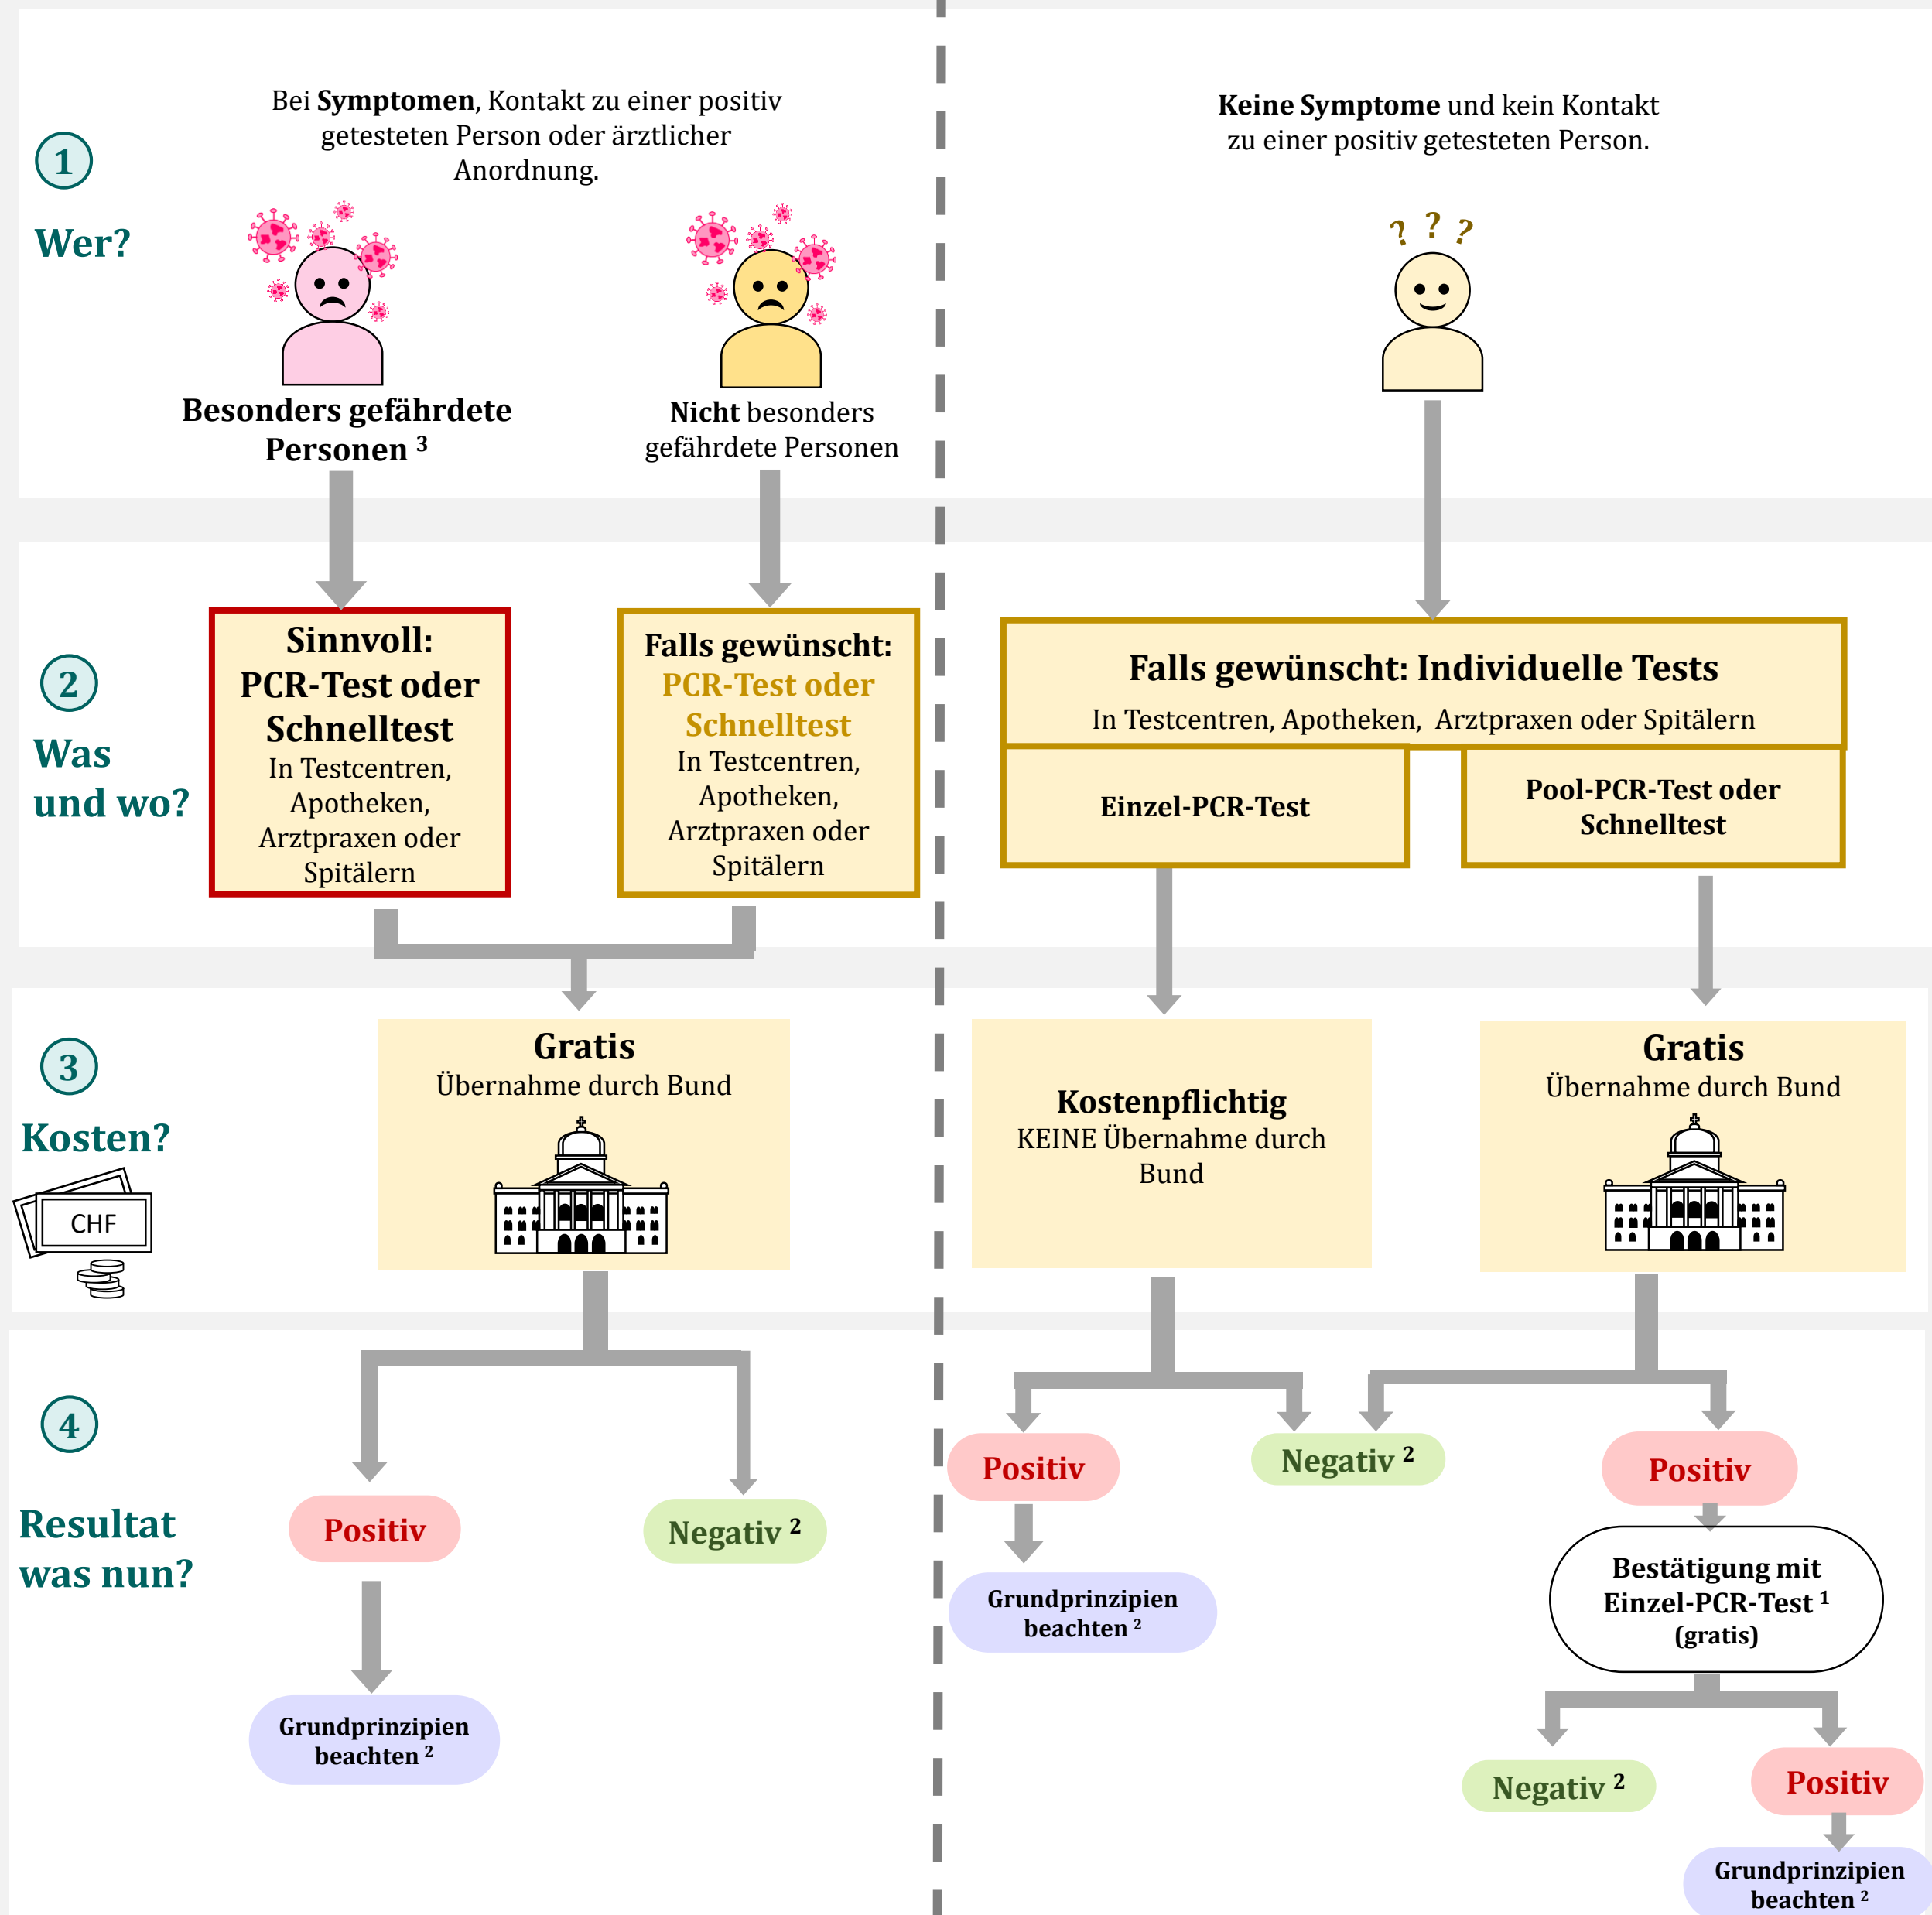 1
Wer?
Bei Symptomen, Kontakt zu einer positiv
getesteten Person oder ärztlicher
Anordnung.
Besonders gefährdete
Personen ³
Nicht besonders
gefährdete Personen
Keine Symptome und kein Kontakt
zu einer positiv getesteten Person.
? ? ?
2
Was
und wo?
Sinnvoll:
PCR-Test oder
Schnelltest
In Testcentren,
Apotheken,
Arztpraxen oder
Spitälern
Falls gewünscht:
PCR-Test oder
Schnelltest
In Testcentren,
Apotheken,
Arztpraxen oder
Spitälern
Falls gewünscht: Individuelle Tests
In Testcentren, Apotheken, Arztpraxen oder Spitälern
Einzel-PCR-Test
Pool-PCR-Test oder
Schnelltest
3
Kosten?
CHF
Gratis
Übernahme durch Bund
Kostenpflichtig
KEINE Übernahme durch
Bund
Gratis
Übernahme durch Bund
4
Resultat
was nun?
Positiv
Negativ ²
Grundprinzipien
beachten ²
Positiv
Negativ ²
Positiv
Grundprinzipien
beachten ²
Bestätigung mit
Einzel-PCR-Test ¹
(gratis)
Negativ ²
Positiv
Grundprinzipien
beachten ²